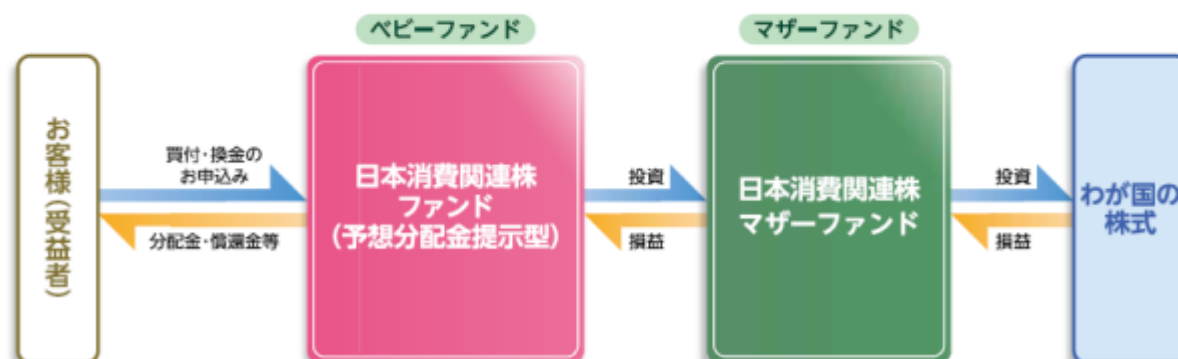 ベビーファンド
マザーファンド
お客様(受益者)
買付・換金の
お申込み
分配金・償還金等
日本消費関連株
ファンド
(予想分配金提示型)
投資
損益
日本消費関連株
マザーファンド
投資
損益
わが国の
株式